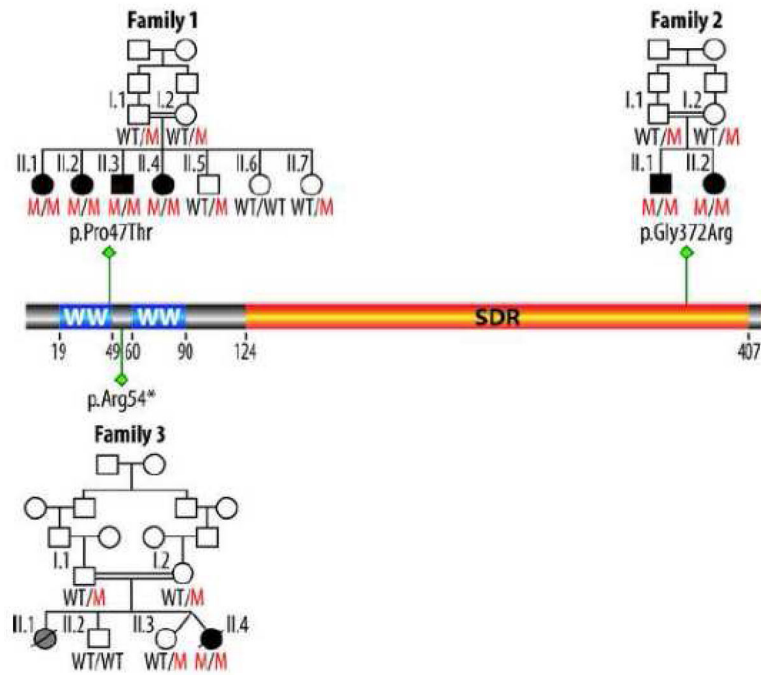 Family 1
Family 2
I.1 I.2
I.1 I.2
WT/M WT/M
WT/M WT/M
II.1 II.2 II.3 II.4 II.5 II.6 II.7
II.1 II.2
M/M M/M M/M M/M WT/M WT/WT WT/M
M/M M/M
p.Pro47Thr
p.Gly372Arg
WW WW SDR
19 49 60 90 124 407
p.Arg54*
Family 3
I.1 I.2
WT/M WT/M
II.1 II.2 II.3 II.4
WT/WT WT/M M/M